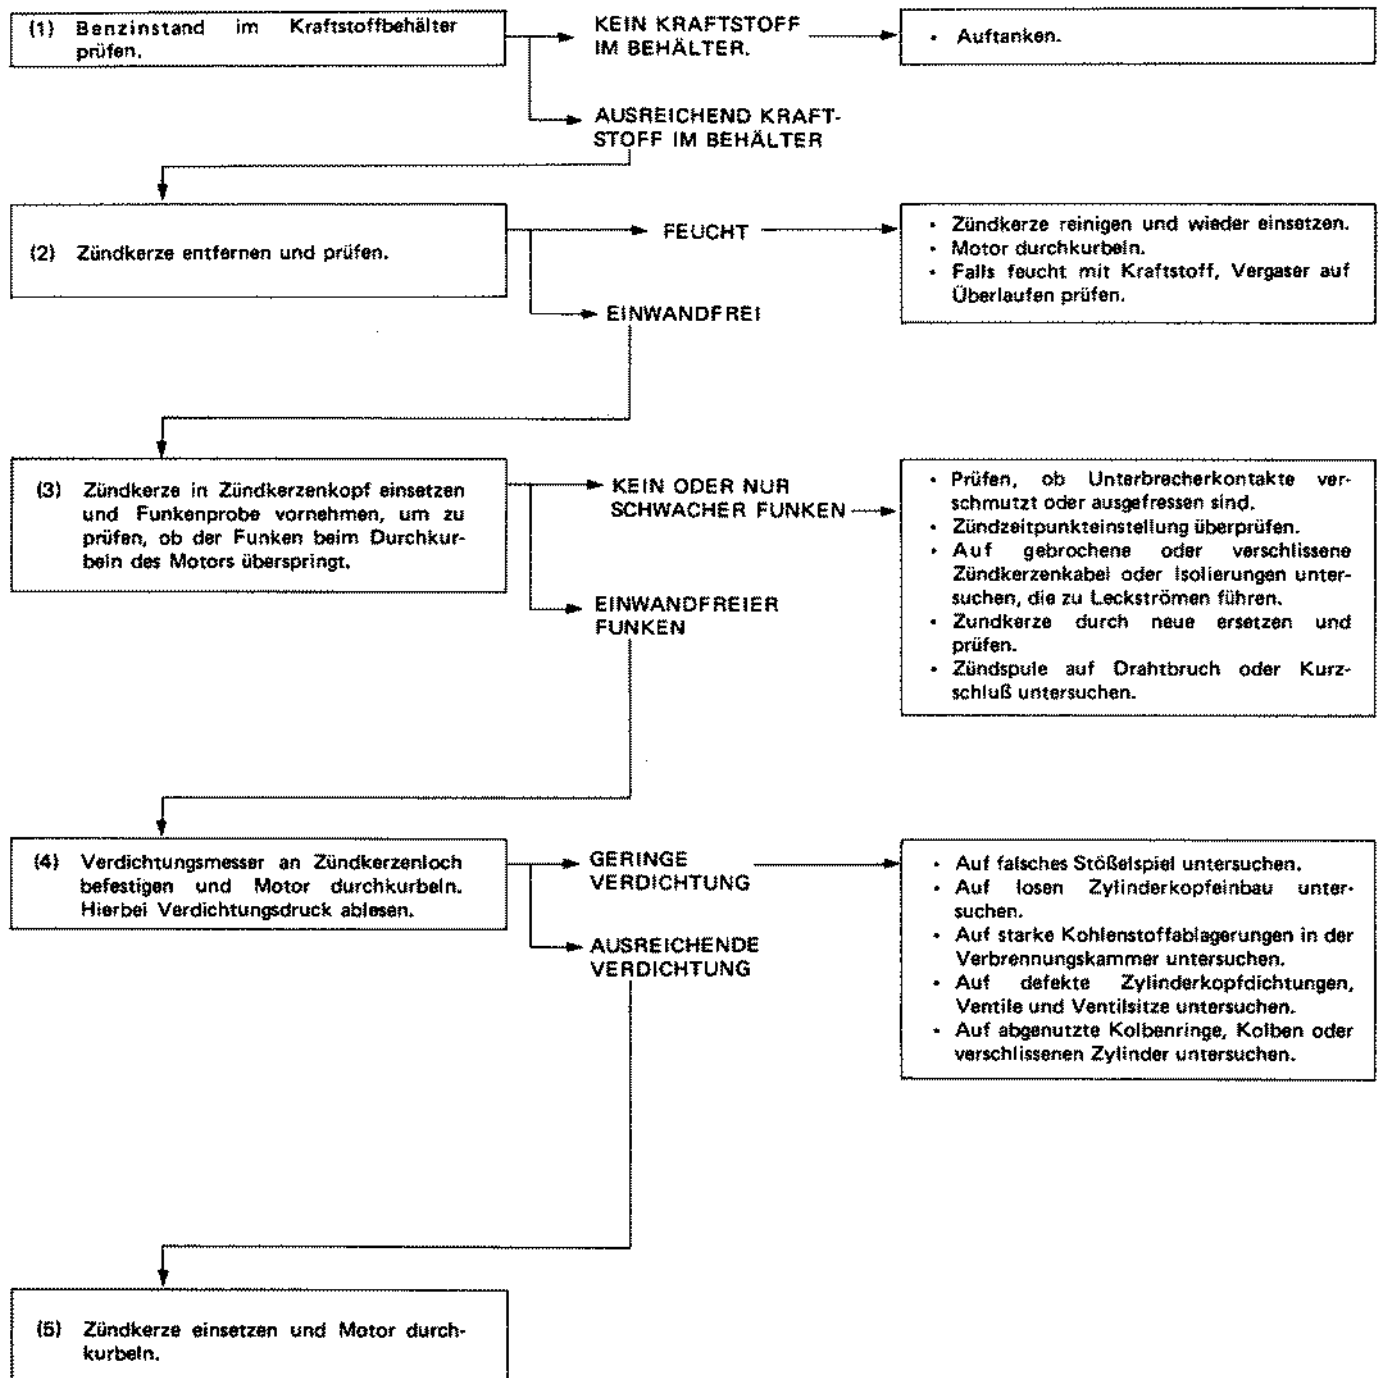 (1) Benzinstand im Kraftstoffbehälter
prüfen.
KEIN KRAFTSTOFF
IM BEHÄLTER.
• Auftanken.
AUSREICHEND KRAFT-
STOFF IM BEHÄLTER
(2) Zündkerze entfernen und prüfen.
FEUCHT
• Zündkerze reinigen und wieder einsetzen.
• Motor durchkurbeln.
• Falls feucht mit Kraftstoff, Vergaser auf
Überlaufen prüfen.
EINWANDFREI
(3) Zündkerze in Zündkerzenkopf einsetzen
und Funkenprobe vornehmen, um zu
prüfen, ob der Funken beim Durchkur-
beln des Motors überspringt.
KEIN ODER NUR
SCHWACHER FUNKEN
• Prüfen, ob Unterbrecherkontakte ver-
schmutzt oder ausgefressen sind.
• Zündzeitpunkteinstellung überprüfen.
• Auf gebrochene oder verschlissene
Zündkerzenkabel oder Isolierungen unter-
suchen, die zu Leckströmen führen.
• Zundkerze durch neue ersetzen und
prüfen.
• Zündspule auf Drahtbruch oder Kurz-
schluß untersuchen.
EINWANDFREIER
FUNKEN
(4) Verdichtungsmesser an Zündkerzenloch
befestigen und Motor durchkurbeln.
Hierbei Verdichtungsdruck ablesen.
GERINGE
VERDICHTUNG
• Auf falsches Stößelspiel untersuchen.
• Auf losen Zylinderkopfeinbau unter-
suchen.
• Auf starke Kohlenstoffablagerungen in der
Verbrennungskammer untersuchen.
• Auf defekte Zylinderkopfdichtungen,
Ventile und Ventilsitze untersuchen.
• Auf abgenutzte Kolbenringe, Kolben oder
verschlissenen Zylinder untersuchen.
AUSREICHENDE
VERDICHTUNG
(5) Zündkerze einsetzen und Motor durch-
kurbeln.